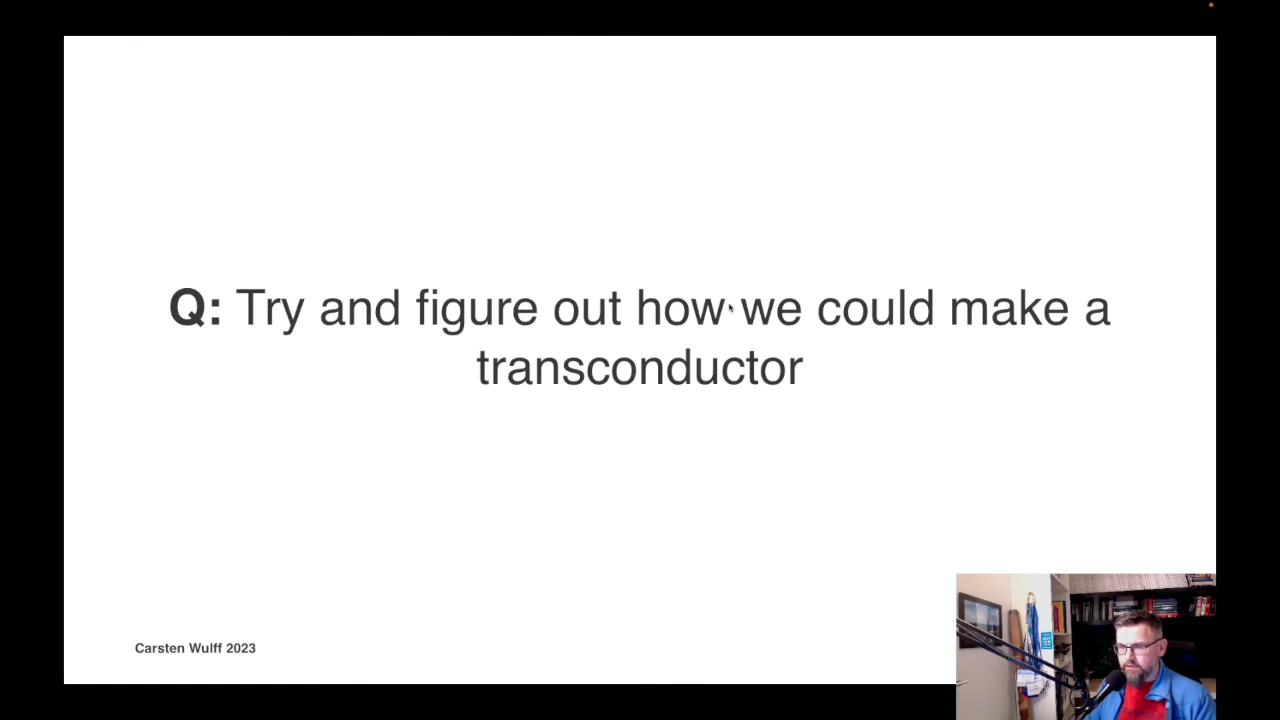 Q: Try and figure out how we could make a
transconductor
Carsten Wulff 2023